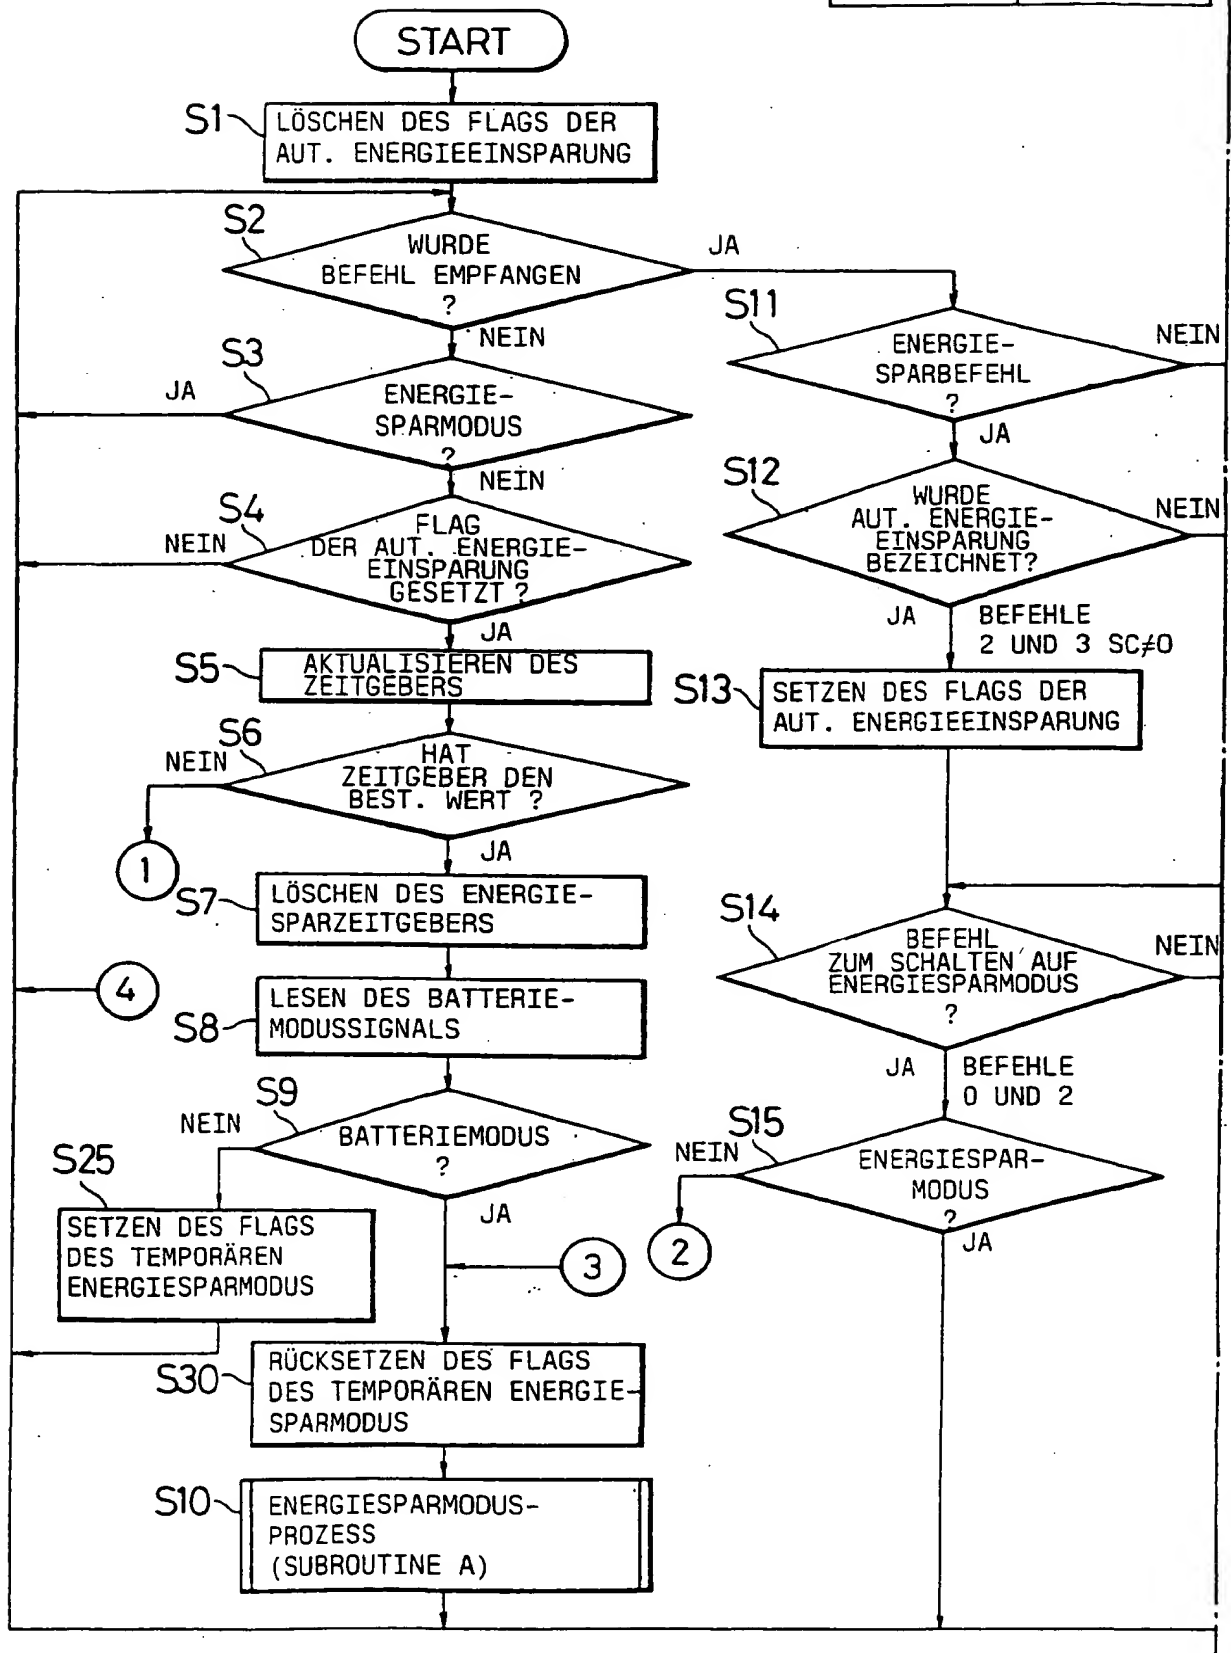 START
S1
LÖSCHEN DES FLAGS DER
AUT. ENERGIEEINSPARUNG
S2
WURDE
BEFEHL EMPFANGEN
?
JA
NEIN
S3
ENERGIE-
SPARMODUS
?
JA
NEIN
S4
FLAG
DER AUT. ENERGIE-
EINSPARUNG
GESETZT ?
NEIN
JA
S5
AKTUALISIEREN DES
ZEITGEBERS
S6
HAT
ZEITGEBER DEN
BEST. WERT ?
NEIN
1
JA
S7
LÖSCHEN DES ENERGIE-
SPARZEITGEBERS
4
S8
LESEN DES BATTERIE-
MODUSSIGNALS
S9
BATTERIEMODUS
?
NEIN
JA
S25
SETZEN DES FLAGS
DES TEMPORÄREN
ENERGIESPARMODUS
3
S30
RÜCKSETZEN DES FLAGS
DES TEMPORÄREN ENERGIE-
SPARMODUS
S10
ENERGIESPARMODUS-
PROZESS
(SUBROUTINE A)
S11
ENERGIE-
SPARBEFEHL
?
NEIN
JA
S12
WURDE
AUT. ENERGIE-
EINSPARUNG
BEZEICHNET?
NEIN
JA
BEFEHLE
2 UND 3 SC≠0
S13
SETZEN DES FLAGS DER
AUT. ENERGIEEINSPARUNG
S14
BEFEHL
ZUM SCHALTEN AUF
ENERGIESPARMODUS
?
NEIN
JA
BEFEHLE
0 UND 2
S15
ENERGIESPAR-
MODUS
?
NEIN
2
JA